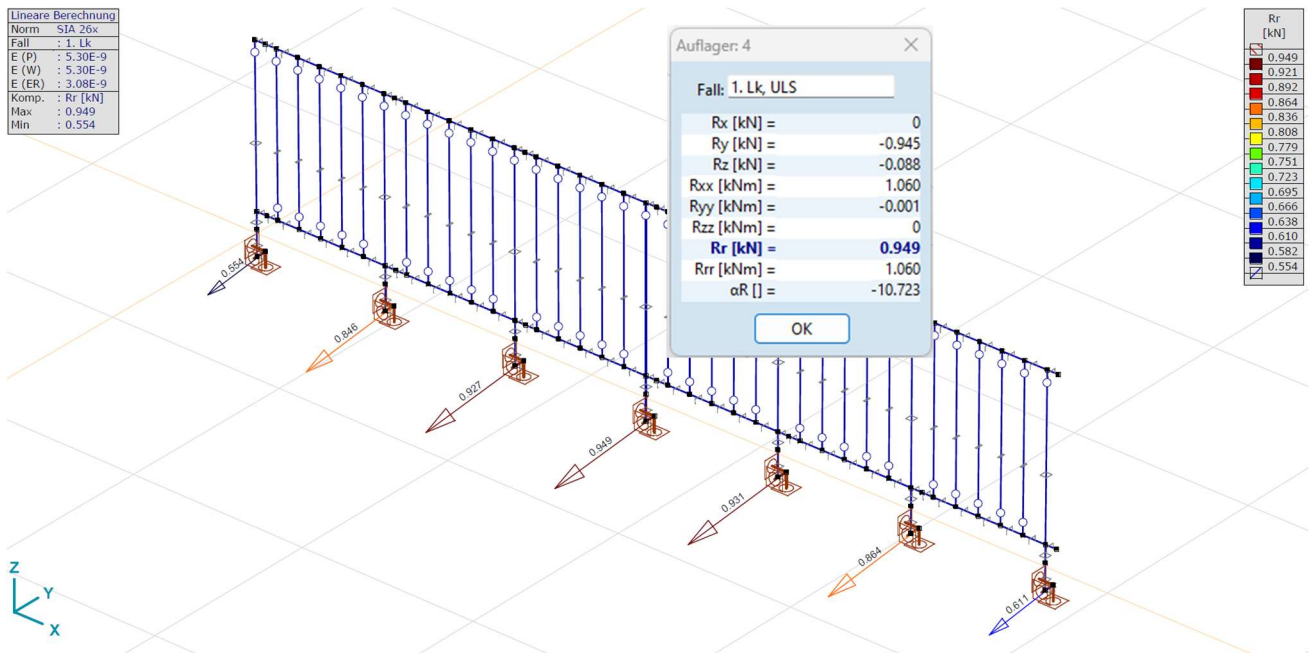 Lineare Berechnung
Norm SIA 26x
Fall : 1. Lk
E (P) : 5.30E-9
E (W) : 5.30E-9
E (ER) : 3.08E-9
Komp. : Rr [kN]
Max : 0.949
Min : 0.554
Auflager: 4
Fall: 1. Lk, ULS
Rx [kN] = 0
Ry [kN] = -0.945
Rz [kN] = -0.088
Rxx [kNm] = 1.060
Ryy [kNm] = -0.001
Rzz [kNm] = 0
Rr [kN] = 0.949
Rrr [kNm] = 1.060
αR [] = -10.723
OK
Rr
[kN]
0.949
0.921
0.892
0.864
0.836
0.808
0.779
0.751
0.723
0.695
0.666
0.638
0.610
0.582
0.554
0.554
0.846
0.927
0.949
0.931
0.864
0.611
Z
Y
X